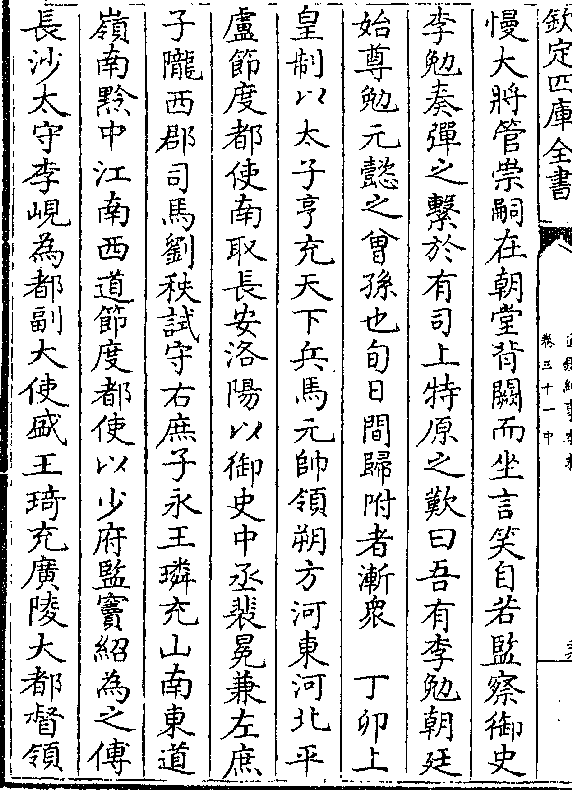 欽定四庫全書
卷三十一中
慢大將管崇嗣在朝堂背闕而坐言笑自若監察御史
李勉奏彈之繫於有司上特原之歎曰吾有李勉朝廷
始尊勉元懿之曾孫也旬日間歸附者漸衆　丁卯上
皇制以太子亨充天下兵馬元帥領朔方河東河北平
盧節度都使南取長安洛陽以御史中丞裴冕兼左庶
子隴西郡司馬劉秩試守右庶子永王璘充山南東道
嶺南黔中江南西道節度都使以少府監竇紹為之傅
長沙太守李峴為都副大使盛王琦充廣陵大都督領